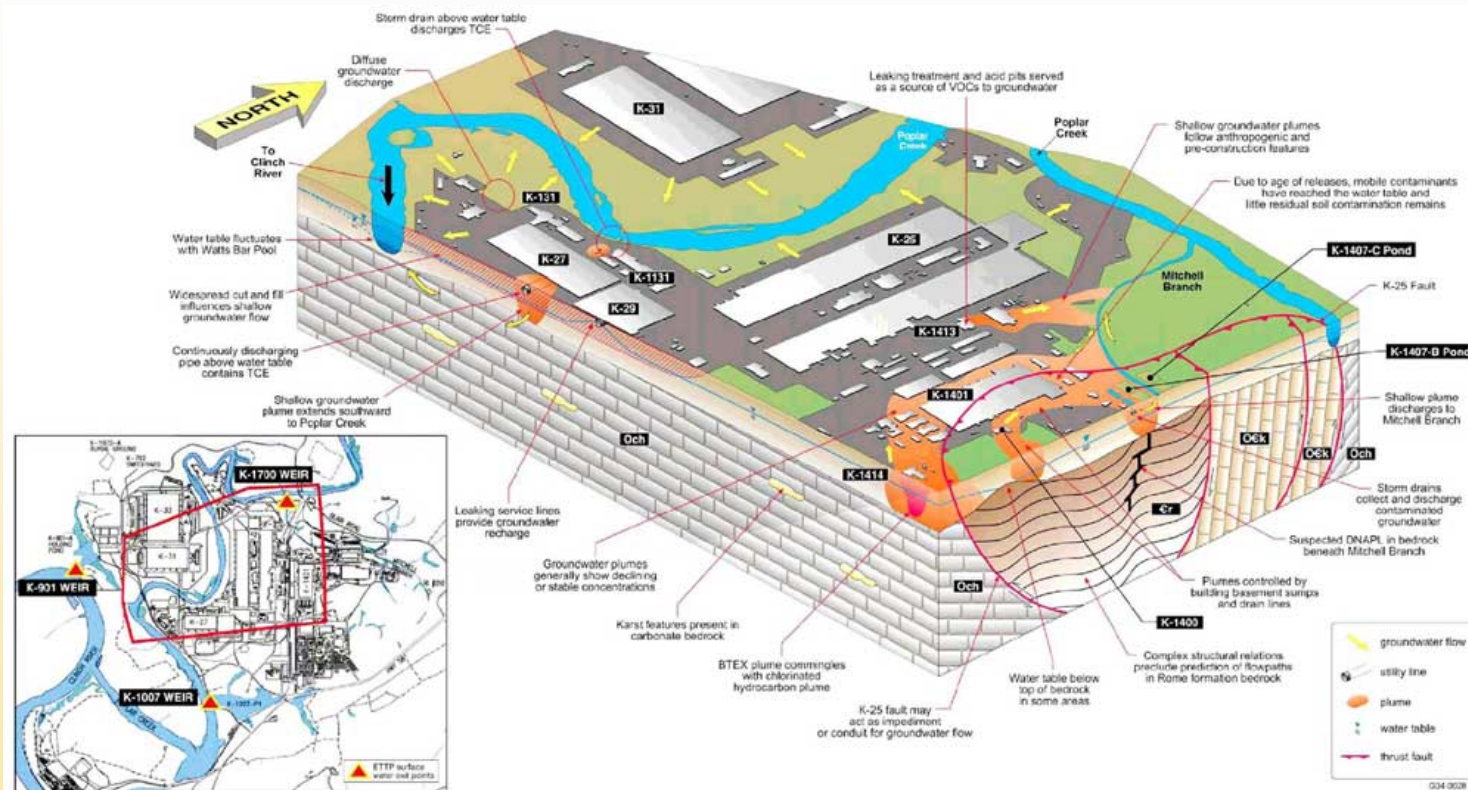 Storm drain above water table
discharges TCE
Diffuse
groundwater
discharge
NORTH
To
Clinch
River
K-31
Leaking treatment and acid pits served
as a source of VOCs to groundwater
Poplar
Creek
Poplar
Creek
Shallow groundwater plumes
follow anthropogenic and
pre-construction features
Due to age of releases, mobile contaminants
have reached the water table and
little residual soil contamination remains
K-131
K-25
K-1407-C Pond
Water table fluctuates
with Watts Bar Pool
K-27
K-1131
Mitchell
Branch
K-25 Fault
Widespread cut and fill
influences shallow
groundwater flow
K-29
K-1413
K-1407-B Pond
Continuously discharging
pipe above water table
contains TCE
K-1401
Shallow plume
discharges to
Mitchell Branch
Shallow groundwater
plume extends southward
to Poplar Creek
Och
O€k
O€k
Och
K-1414
Storm drains
collect and discharge
contaminated
groundwater
€r
Leaking service lines
provide groundwater
recharge
Suspected DNAPL in bedrock
beneath Mitchell Branch
Groundwater plumes
generally show declining
or stable concentrations
Och
Plumes controlled by
building basement sumps
and drain lines
Karst features present in
carbonate bedrock
K-1400
BTEX plume commingles
with chlorinated
hydrocarbon plume
Water table below
top of bedrock
in some areas
Complex structural relations
preclude prediction of flowpaths
in Rome formation bedrock
K-25 fault may
act as impediment
or conduit for groundwater flow
groundwater flow
utility line
plume
water table
thrust fault
K-1700 WEIR
K-901 WEIR
K-1007 WEIR
K-27
CLINCH RIVER
ETTP surface
water exit points